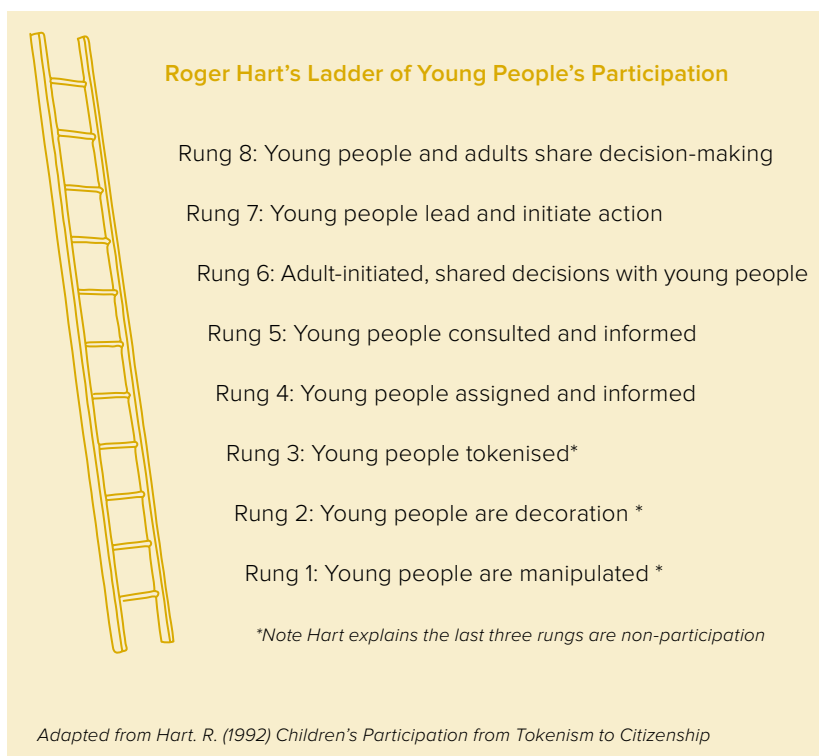 Roger Hart's Ladder of Young People's Participation
Rung 8: Young people and adults share decision-making
Rung 7: Young people lead and initiate action
Rung 6: Adult-initiated, shared decisions with young people
Rung 5: Young people consulted and informed
Rung 4: Young people assigned and informed
Rung 3: Young people tokenised*
Rung 2: Young people are decoration *
Rung 1: Young people are manipulated *
*Note Hart explains the last three rungs are non-participation
Adapted from Hart. R. (1992) Children's Participation from Tokenism to Citizenship